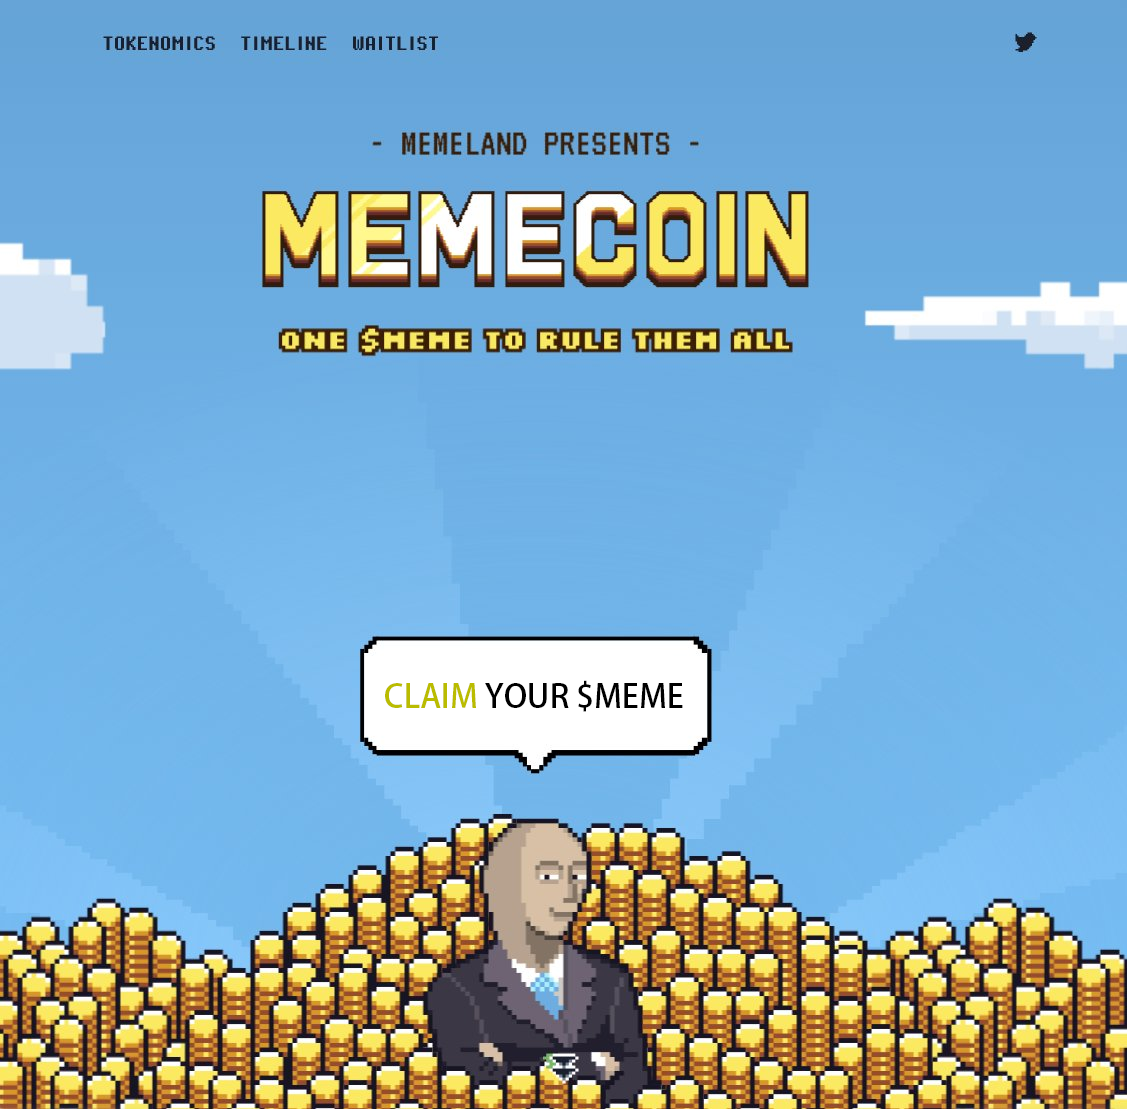 TOKENOMICS TIMELINE WAITLIST
- MEMELAND PRESENTS -
MEMECOIN
ONE $MEME TO RULE THEM ALL
CLAIM YOUR $MEME